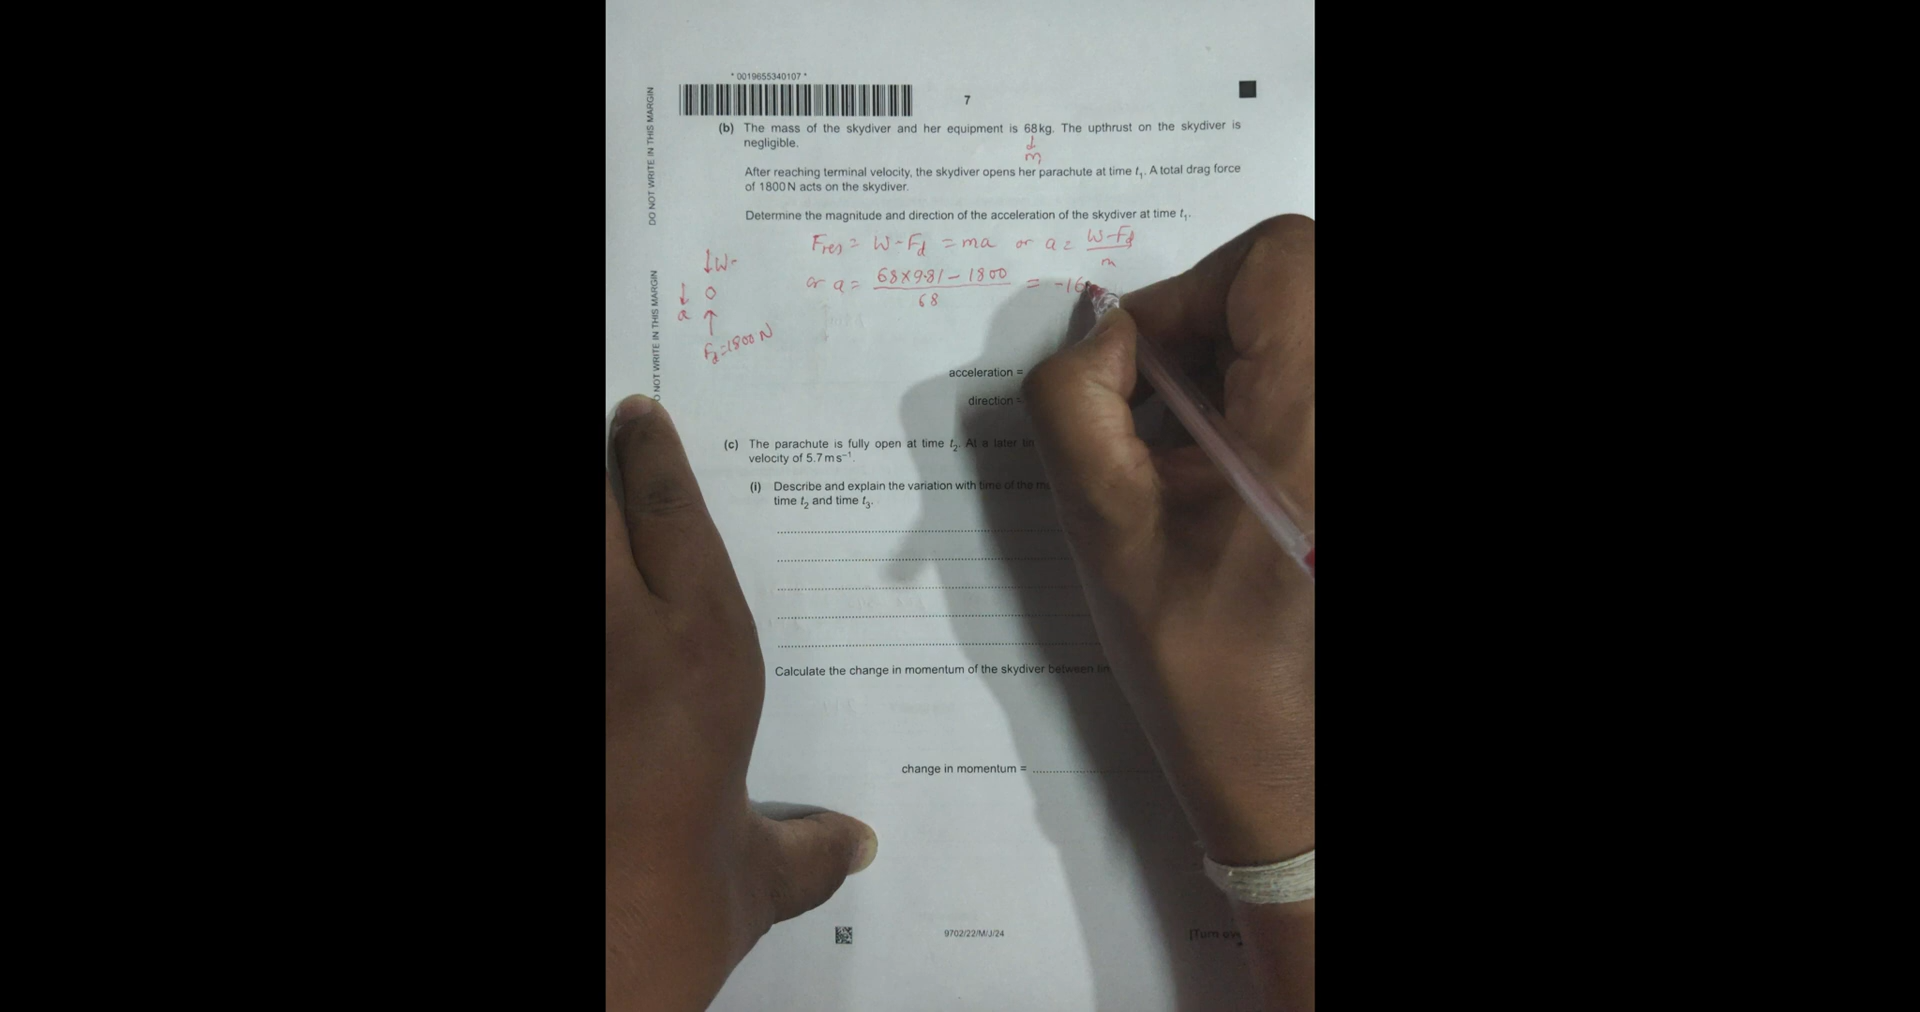 * 0019655340107 *
7
DO NOT WRITE IN THIS MARGIN
(b) The mass of the skydiver and her equipment is 68 kg. The upthrust on the skydiver is
negligible.
↓
m
After reaching terminal velocity, the skydiver opens her parachute at time t₁. A total drag force
of 1800 N acts on the skydiver.
Determine the magnitude and direction of the acceleration of the skydiver at time t₁.
Fres = W - Fd = ma or a = (W - Fd)/m
↓W
or a = (68×9.81 - 1800)/68 = -16
↓ O
a ↑
Fd=1800 N
O NOT WRITE IN THIS MARGIN
acceleration =
direction =
(c) The parachute is fully open at time t₂. At a later
velocity of 5.7 m s⁻¹.
(i) Describe and explain the variation with time of the
time t₂ and time t₃.
Calculate the change in momentum of the skydiver between
change in momentum =
9702/22/M/J/24
[Turn